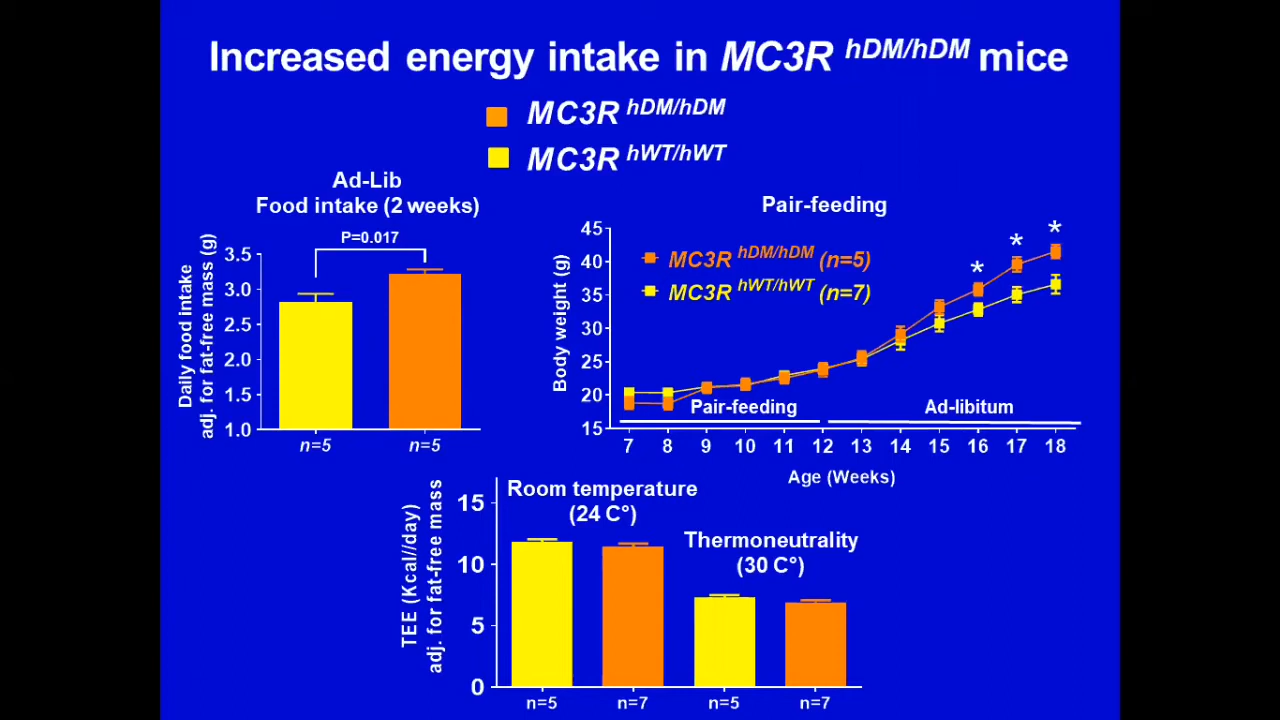 Increased energy intake in MC3R hDM/hDM mice
MC3R hDM/hDM
MC3R hWT/hWT
Ad-Lib
Food intake (2 weeks)
P=0.017
Daily food intake
adj. for fat-free mass (g)
3.5
3.0
2.5
2.0
1.5
1.0
n=5
n=5
Pair-feeding
Body weight (g)
45
40
35
30
25
20
15
MC3R hDM/hDM (n=5)
MC3R hWT/hWT (n=7)
*
*
*
Pair-feeding
Ad-libitum
7 8 9 10 11 12 13 14 15 16 17 18
Age (Weeks)
TEE (Kcal//day)
adj. for fat-free mass
15
10
5
0
Room temperature
(24 C°)
Thermoneutrality
(30 C°)
n=5 n=7 n=5 n=7